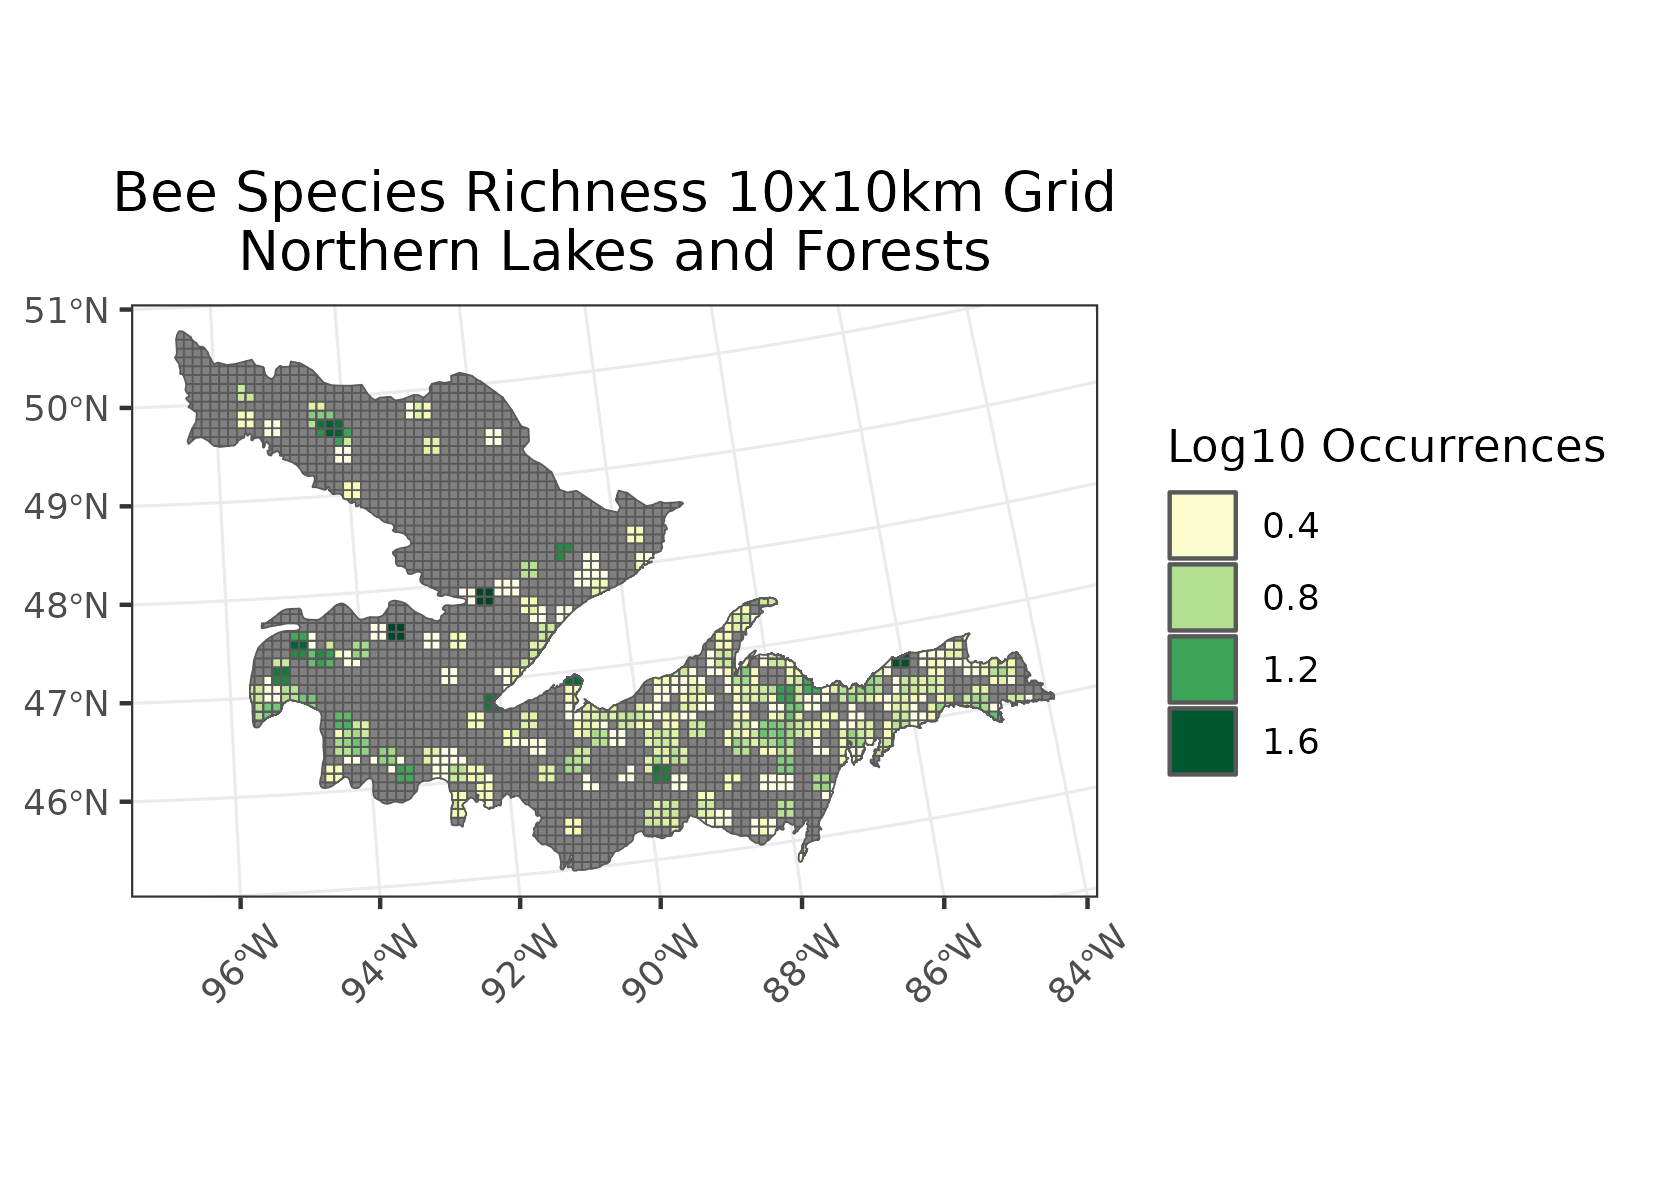 Bee Species Richness 10x10km Grid
Northern Lakes and Forests
51°N
50°N
49°N
48°N
47°N
46°N
96°W
94°W
92°W
90°W
88°W
86°W
84°W
Log10 Occurrences
0.4
0.8
1.2
1.6